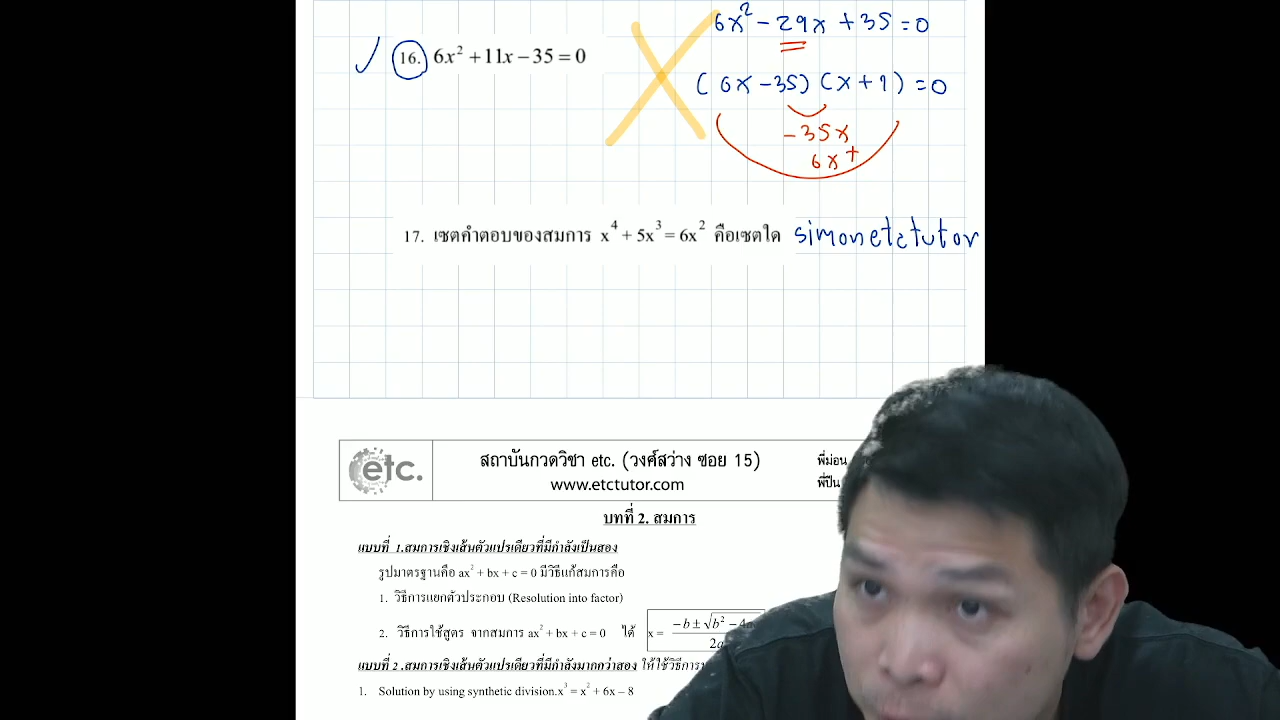 6x² - 29x + 35 = 0
16. 6x² + 11x - 35 = 0
(6x - 35) (x + 1) = 0
-35x
6x +
17. เซตคำตอบของสมการ x⁴ + 5x³ = 6x² คือเซตใด simonetctutor
etc.
สถาบันกวดวิชา etc. (วงศ์สว่าง ซอย 15)
พี่ม่อน
www.etctutor.com
พี่ปืน
บทที่ 2. สมการ
แบบที่ 1.สมการเชิงเส้นตัวแปรเดียวที่มีกำลังเป็นสอง
รูปมาตรฐานคือ ax² + bx + c = 0 มีวิธีแก้สมการคือ
1. วิธีการแยกตัวประกอบ (Resolution into factor)
2. วิธีการใช้สูตร จากสมการ ax² + bx + c = 0 ได้ x = -b ± √b² - 4a
2a
แบบที่ 2 .สมการเชิงเส้นตัวแปรเดียวที่มีกำลังมากกว่าสอง ให้ใช้วิธีการ
1. Solution by using synthetic division.x³ = x² + 6x – 8